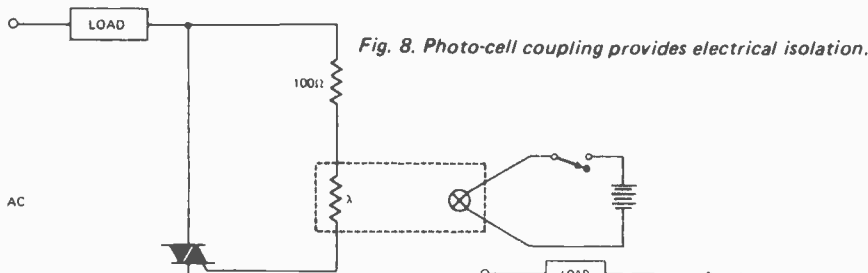 LOAD
Fig. 8. Photo-cell coupling provides electrical isolation.
100Ω
λ
AC
LOAD